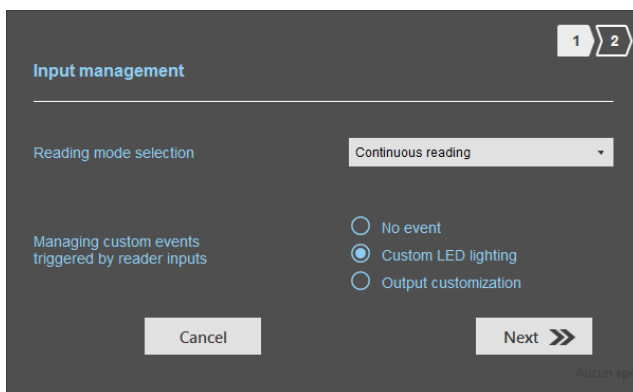 1 2
Input management
Reading mode selection
Continuous reading
No event
Managing custom events
triggered by reader inputs
Custom LED lighting
Output customization
Cancel
Next
Aucun